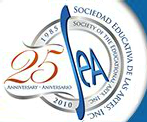 SOCIEDAD EDUCATIVA DE LAS ARTES, INC.
SOCIETY OF THE EDUCATIONAL ARTS, INC.
1985
25
SEA
ANNIVERSARY - ANIVERSARIO
2010